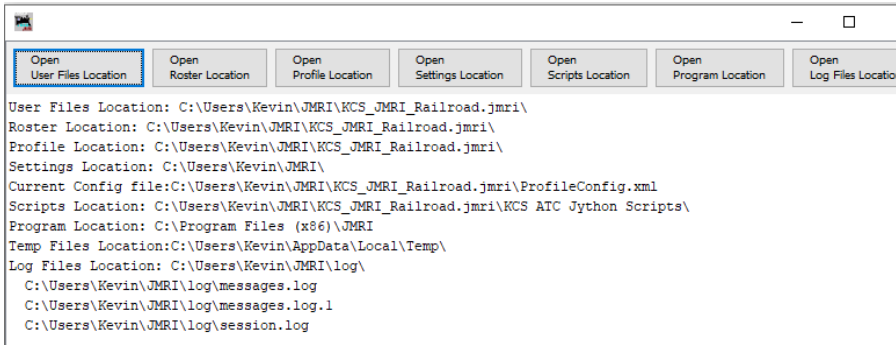 Open
User Files Location
Open
Roster Location
Open
Profile Location
Open
Settings Location
Open
Scripts Location
Open
Program Location
Open
Log Files Locatio
User Files Location: C:\Users\Kevin\JMRI\KCS_JMRI_Railroad.jmri\
Roster Location: C:\Users\Kevin\JMRI\KCS_JMRI_Railroad.jmri\
Profile Location: C:\Users\Kevin\JMRI\KCS_JMRI_Railroad.jmri\
Settings Location: C:\Users\Kevin\JMRI\
Current Config file:C:\Users\Kevin\JMRI\KCS_JMRI_Railroad.jmri\ProfileConfig.xml
Scripts Location: C:\Users\Kevin\JMRI\KCS_JMRI_Railroad.jmri\KCS ATC Jython Scripts\
Program Location: C:\Program Files (x86)\JMRI
Temp Files Location:C:\Users\Kevin\AppData\Local\Temp\
Log Files Location: C:\Users\Kevin\JMRI\log\
C:\Users\Kevin\JMRI\log\messages.log
C:\Users\Kevin\JMRI\log\messages.log.1
C:\Users\Kevin\JMRI\log\session.log